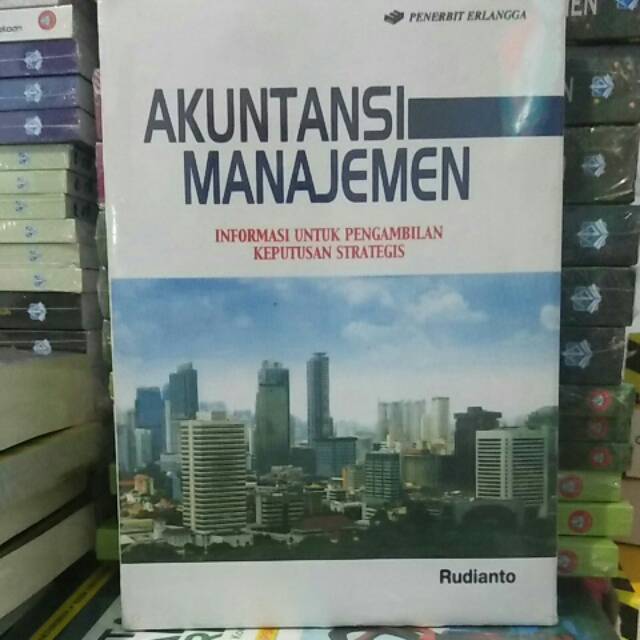 PENERBIT ERLANGGA
AKUNTANSI
MANAJEMEN
INFORMASI UNTUK PENGAMBILAN
KEPUTUSAN STRATEGIS
Rudianto